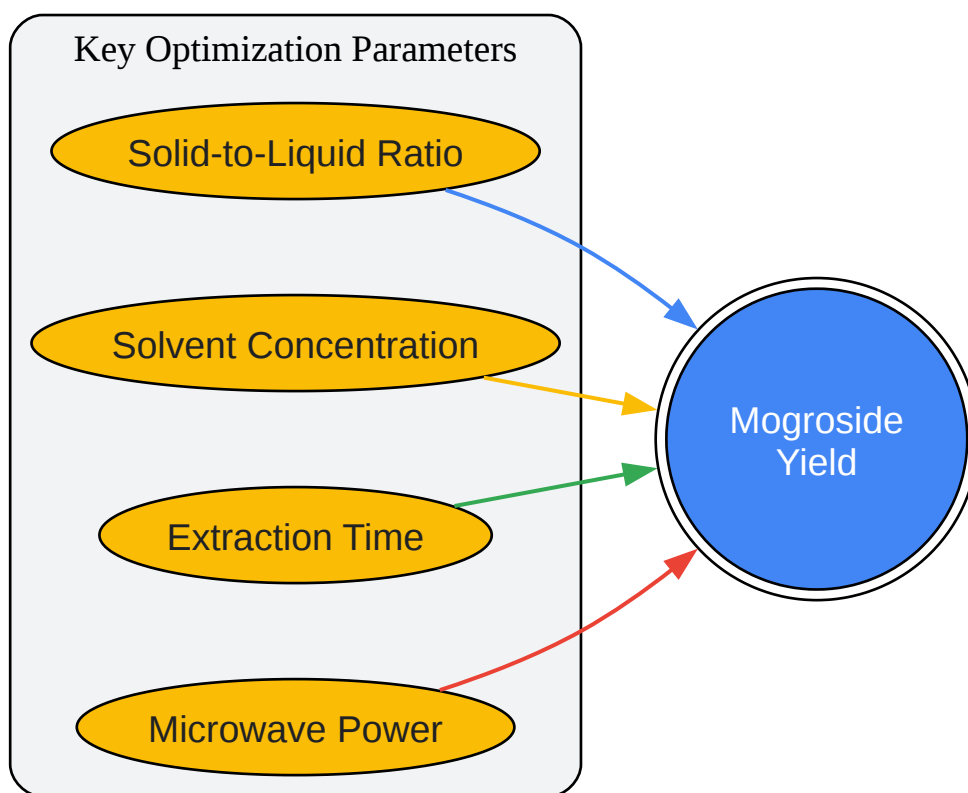 Key Optimization Parameters
Solid-to-Liquid Ratio
Solvent Concentration
Extraction Time
Microwave Power
Mogroside
Yield